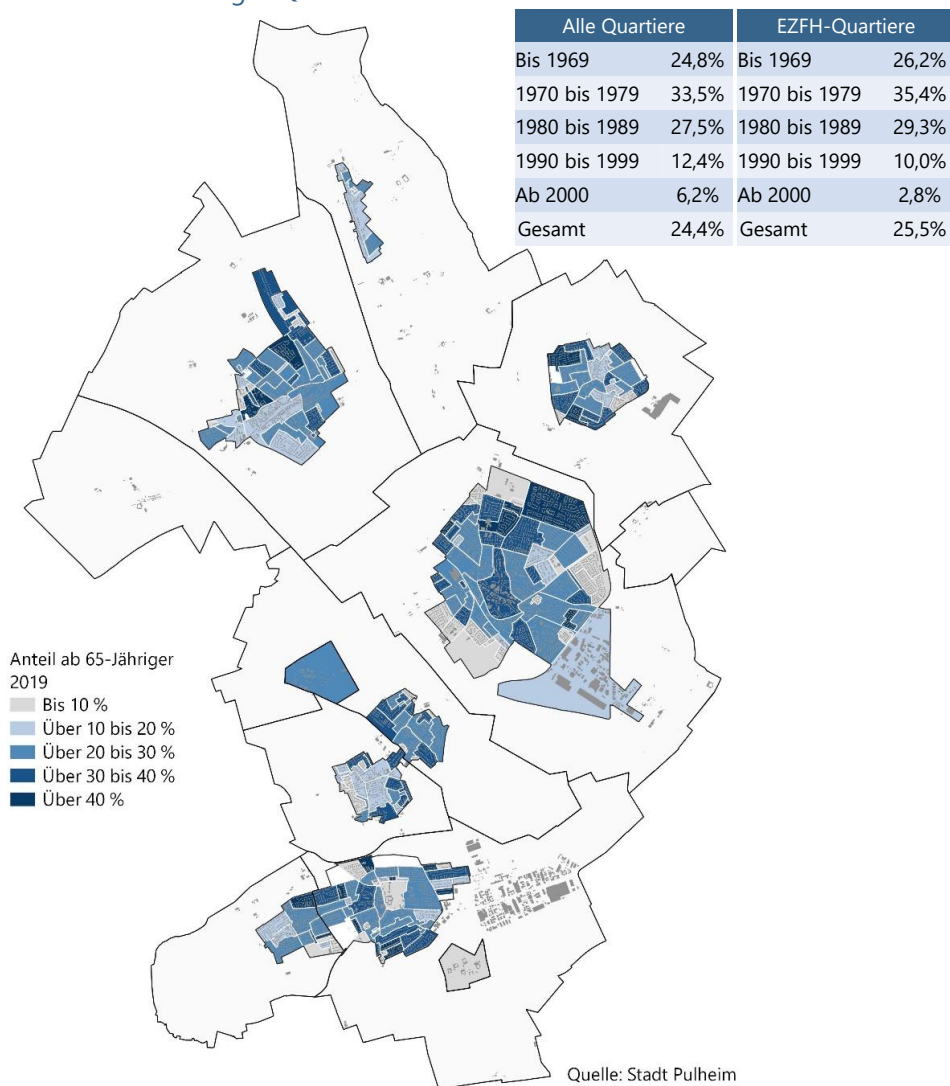 Alle Quartiere EZFH-Quartiere
Bis 1969 24,8% Bis 1969 26,2%
1970 bis 1979 33,5% 1970 bis 1979 35,4%
1980 bis 1989 27,5% 1980 bis 1989 29,3%
1990 bis 1999 12,4% 1990 bis 1999 10,0%
Ab 2000 6,2% Ab 2000 2,8%
Gesamt 24,4% Gesamt 25,5%
Anteil ab 65-Jähriger
2019
Bis 10 %
Über 10 bis 20 %
Über 20 bis 30 %
Über 30 bis 40 %
Über 40 %
Quelle: Stadt Pulheim